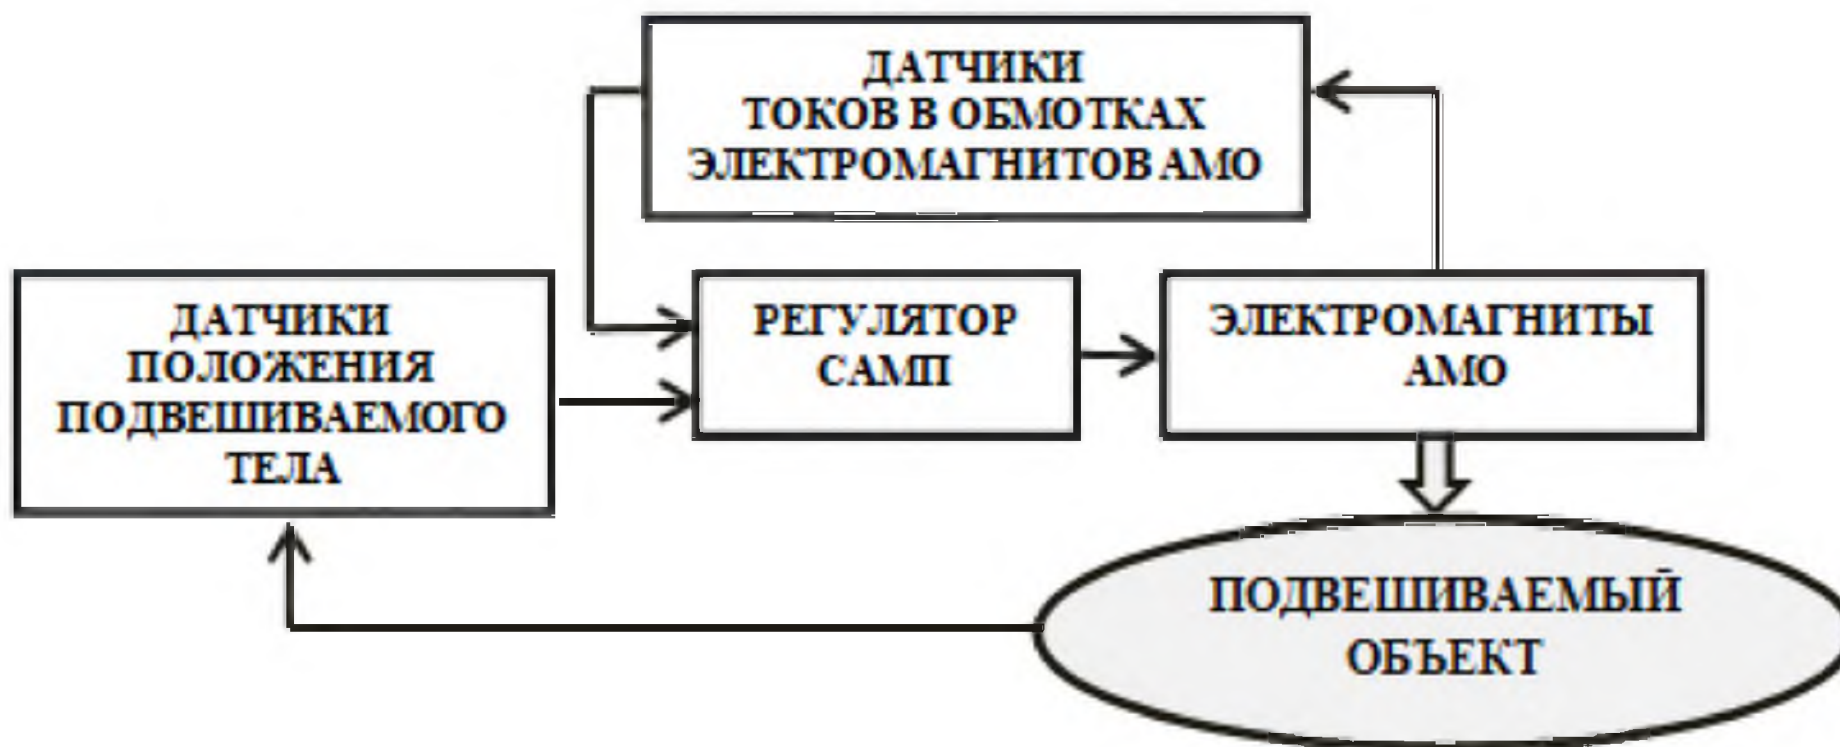 ДАТЧИКИ
ТОКОВ В ОБМОТКАХ
ЭЛЕКТРОМАГНИТОВ АМО
ДАТЧИКИ
ПОЛОЖЕНИЯ
ПОДВЕШИВАЕМОГО
ТЕЛА
РЕГУЛЯТОР
САМП
ЭЛЕКТРОМАГНИТЫ
АМО
ПОДВЕШИВАЕМЫЙ
ОБЪЕКТ